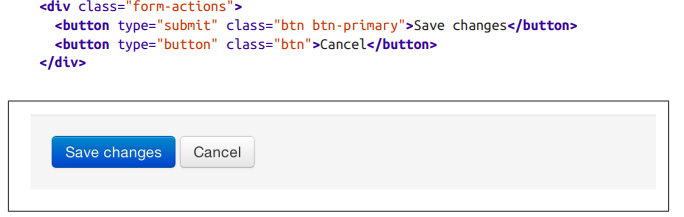 <div class="form-actions">
<button type="submit" class="btn btn-primary">Save changes</button>
<button type="button" class="btn">Cancel</button>
</div>
Save changes Cancel